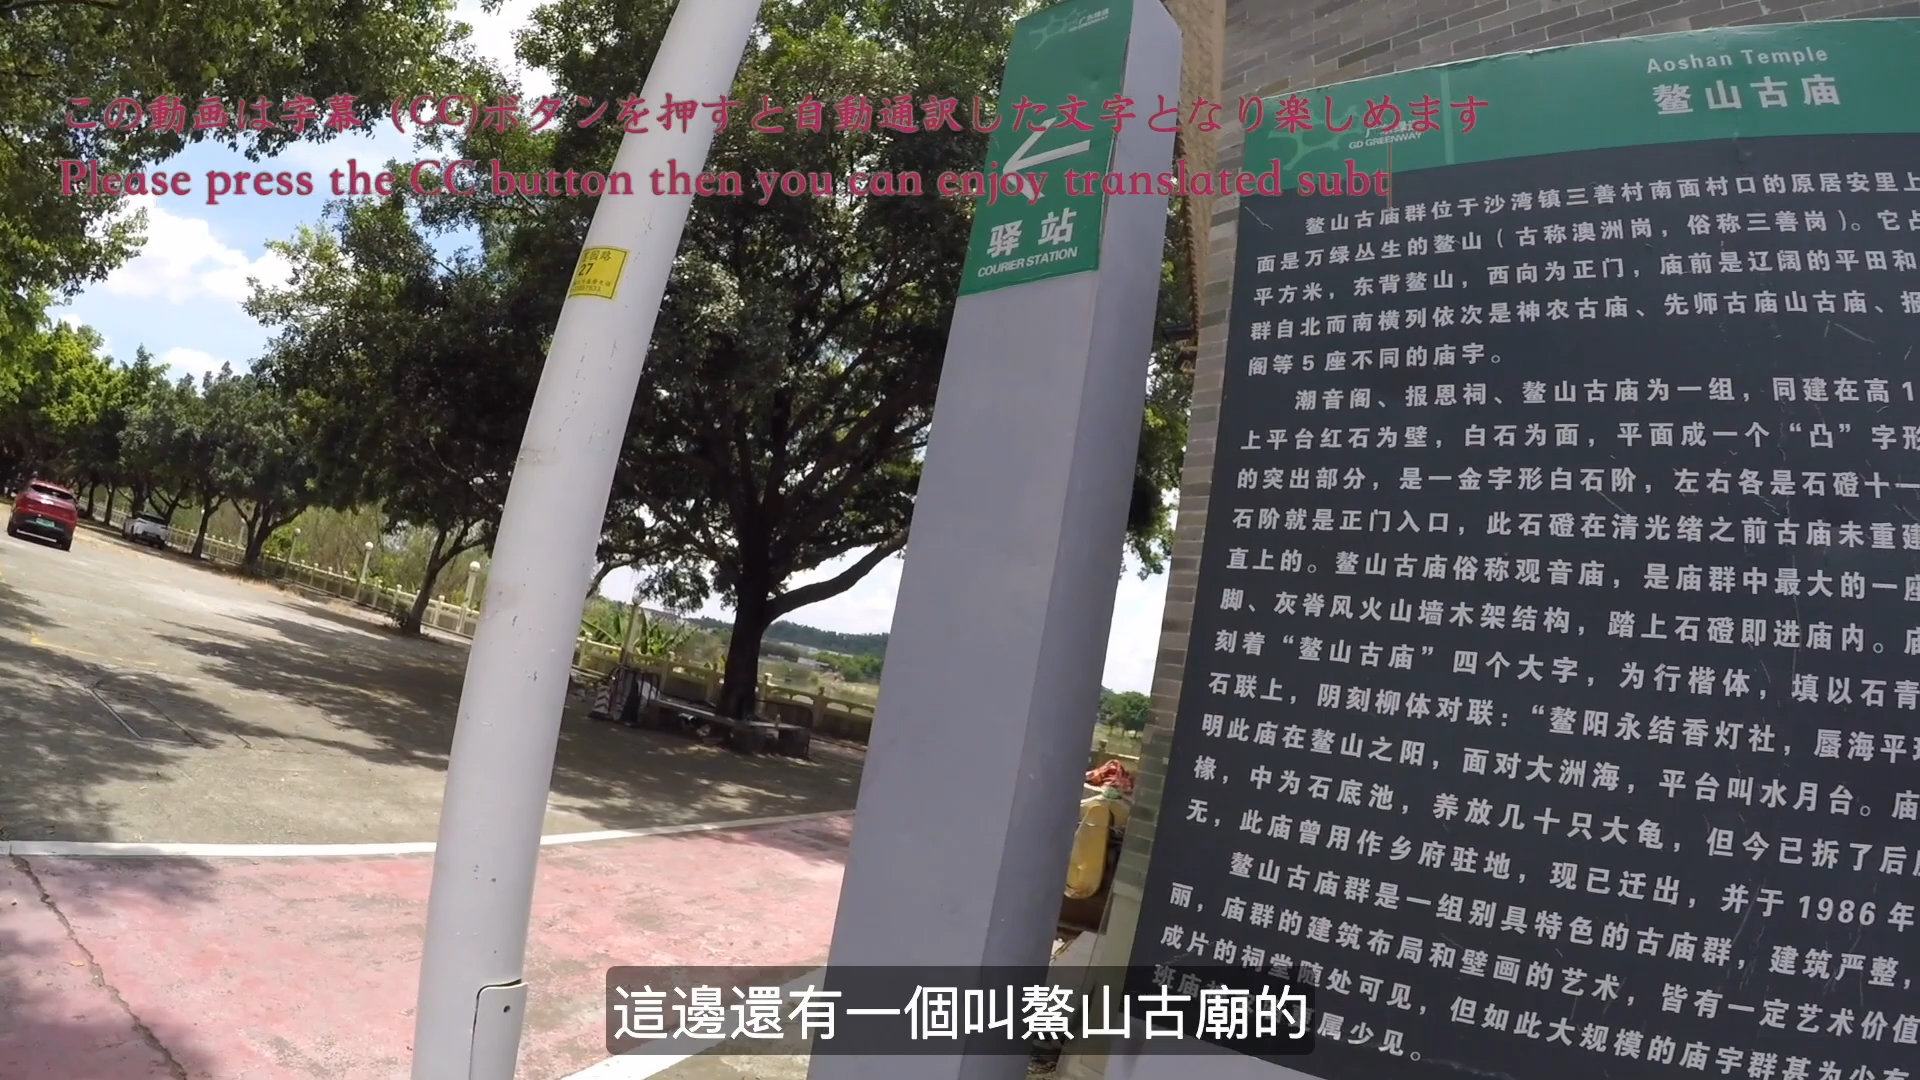 この動画は字幕（CC)ボタンを押すと自動通訳した文字となり楽しめます
Please press the CC button then you can enjoy translated subt
27
驿站
COURIER STATION
GD GREENWAY
Aoshan Temple
鳌山古庙
鳌山古庙群位于沙湾镇三善村南面村口的原居安里上
面是万绿丛生的鳌山（古称澳洲岗，俗称三善岗）。它占
平方米，东背鳌山，西向为正门，庙前是辽阔的平田和
群自北而南横列依次是神农古庙、先师古庙山古庙、报
阁等5座不同的庙字。
潮音阁、报恩祠、鳌山古庙为一组，同建在高1
上平台红石为壁，白石为面，平面成一个“凸”字形
的突出部分，是一金字形白石阶，左右各是石磴十一
石阶就是正门入口，此石磴在清光绪之前古庙未重建
直上的。鳌山古庙俗称观音庙，是庙群中最大的一座
脚、灰脊风火山墙木架结构，踏上石磴即进庙内。庙
刻着“鳌山古庙”四个大字，为行楷体，填以石青
石联上，阴刻柳体对联：“鳌阳永结香灯社，蜃海平
明此庙在鳌山之阳，面对大洲海，平台叫水月台。庙
椽，中为石底池，养放几十只大龟，但今已拆了后
无，此庙曾用作乡府驻地，现已迁出，并于1986年
鳌山古庙群是一组别具特色的古庙群，建筑严整，
丽，庙群的建筑布局和壁画的艺术，皆有一定艺术价值
成片的祠堂随处可见，但如此大规模的庙字群甚为少有
班庙 属少见。
這邊還有一個叫鰲山古廟的